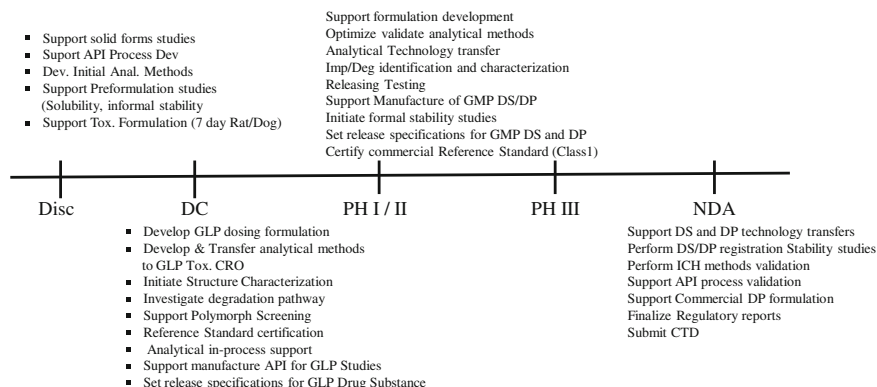 ▪ Support solid forms studies
▪ Suport API Process Dev
▪ Dev. Initial Anal. Methods
▪ Support Preformulation studies
(Solubility, informal stability
▪ Support Tox. Formulation (7 day Rat/Dog)
Support formulation development
Optimize validate analytical methods
Analytical Technology transfer
Imp/Deg identification and characterization
Releasing Testing
Support Manufacture of GMP DS/DP
Initiate formal stability studies
Set release specifications for GMP DS and DP
Certify commercial Reference Standard (Class1)
Disc DC PH I / II PH III NDA
▪ Develop GLP dosing formulation
▪ Develop & Transfer analytical methods
to GLP Tox. CRO
▪ Initiate Structure Characterization
▪ Investigate degradation pathway
▪ Support Polymorph Screening
▪ Reference Standard certification
▪ Analytical in-process support
▪ Support manufacture API for GLP Studies
▪ Set release specifications for GLP Drug Substance
Support DS and DP technology transfers
Perform DS/DP registration Stability studies
Perform ICH methods validation
Support API process validation
Support Commercial DP formulation
Finalize Regulatory reports
Submit CTD